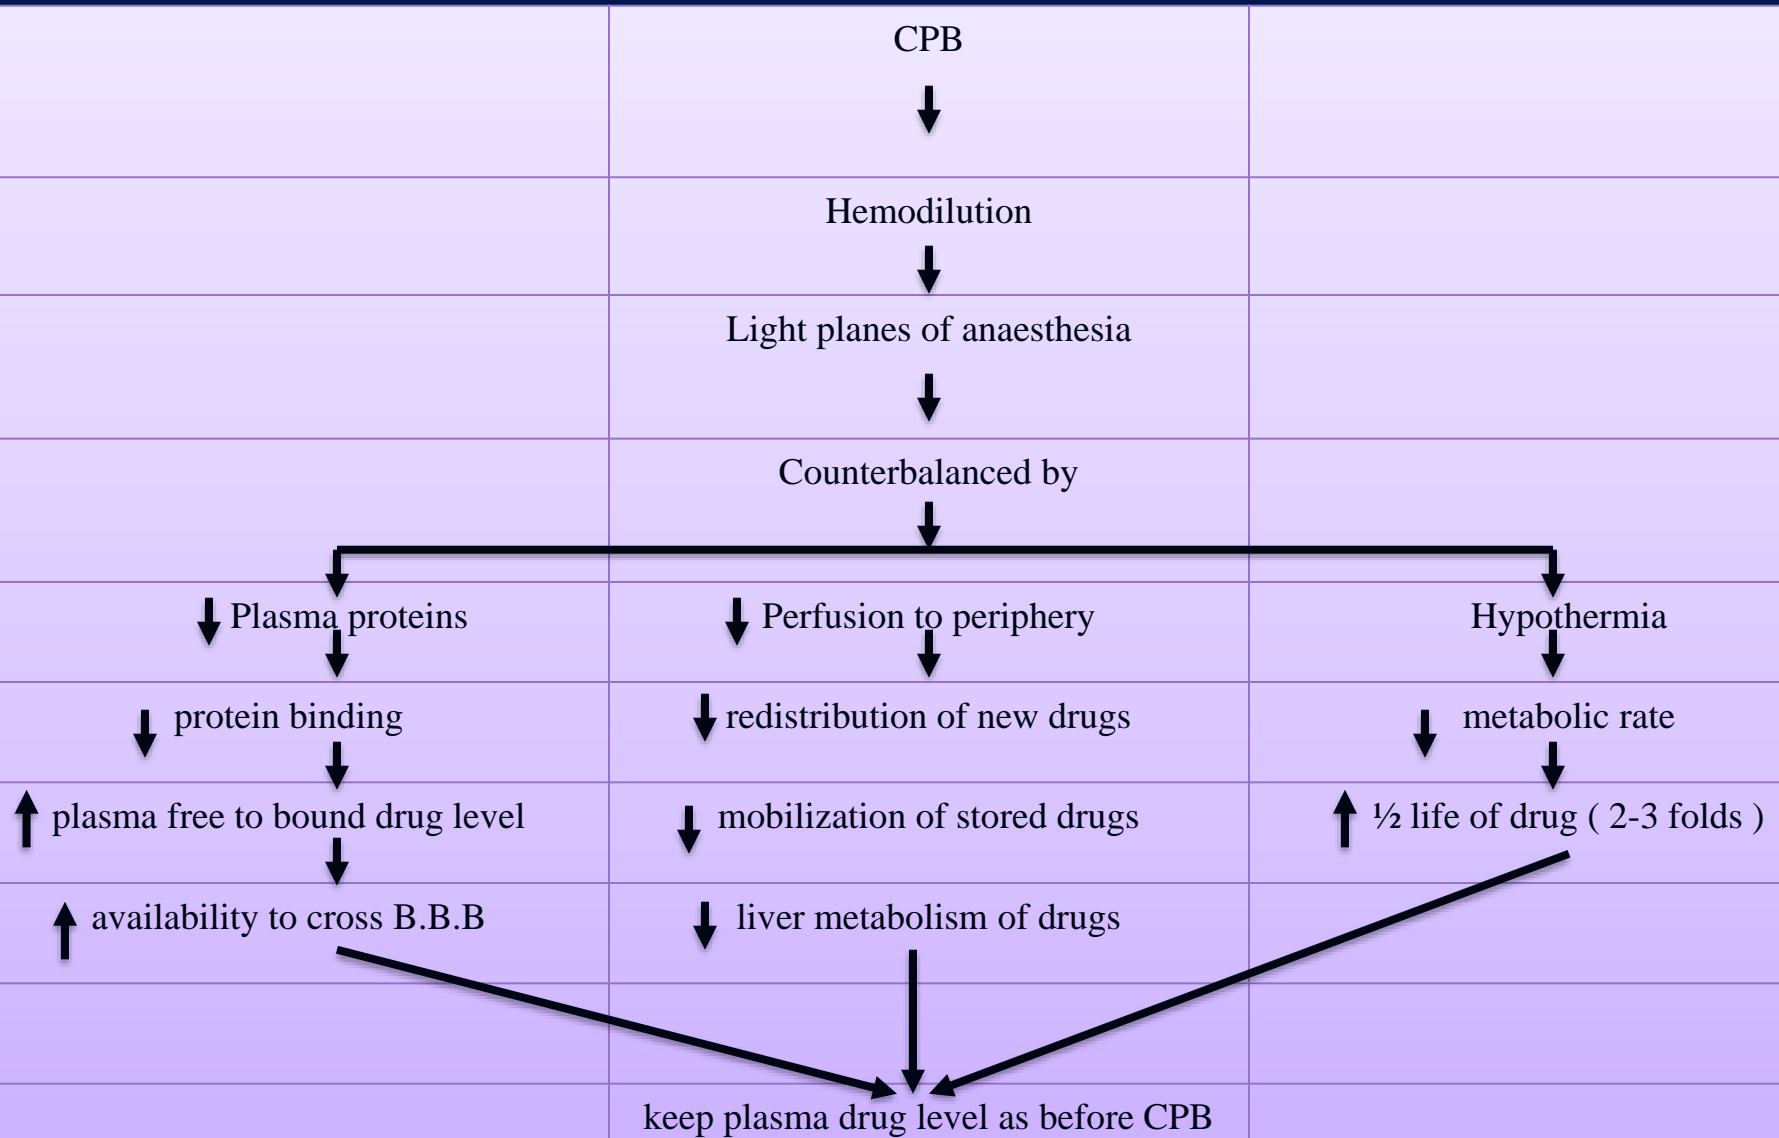 CPB
Hemodilution
Light planes of anaesthesia
Counterbalanced by
Plasma proteins
Perfusion to periphery
Hypothermia
protein binding
redistribution of new drugs
metabolic rate
plasma free to bound drug level
mobilization of stored drugs
½ life of drug ( 2-3 folds )
availability to cross B.B.B
liver metabolism of drugs
keep plasma drug level as before CPB